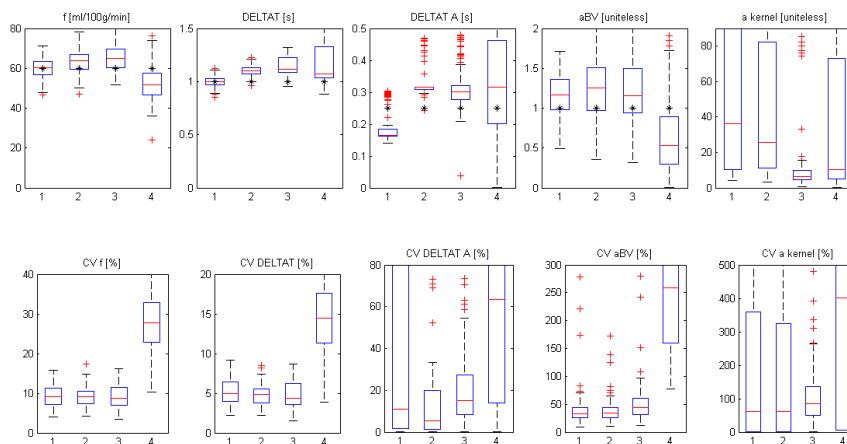 f [ml/100g/min]
DELTAT [s]
DELTAT A [s]
aBV [uniteless]
a kernel [uniteless]
80
60
40
20
0
1 2 3 4
1.5
1
0.5
0
1 2 3 4
0.5
0.4
0.3
0.2
0.1
0
1 2 3 4
2
1.5
1
0.5
0
1 2 3 4
80
60
40
20
0
1 2 3 4
CV f [%]
CV DELTAT [%]
CV DELTAT A [%]
CV aBV [%]
CV a kernel [%]
40
30
20
10
0
1 2 3 4
20
15
10
5
0
1 2 3 4
80
60
40
20
0
1 2 3 4
300
250
200
150
100
50
0
1 2 3 4
500
400
300
200
100
0
1 2 3 4